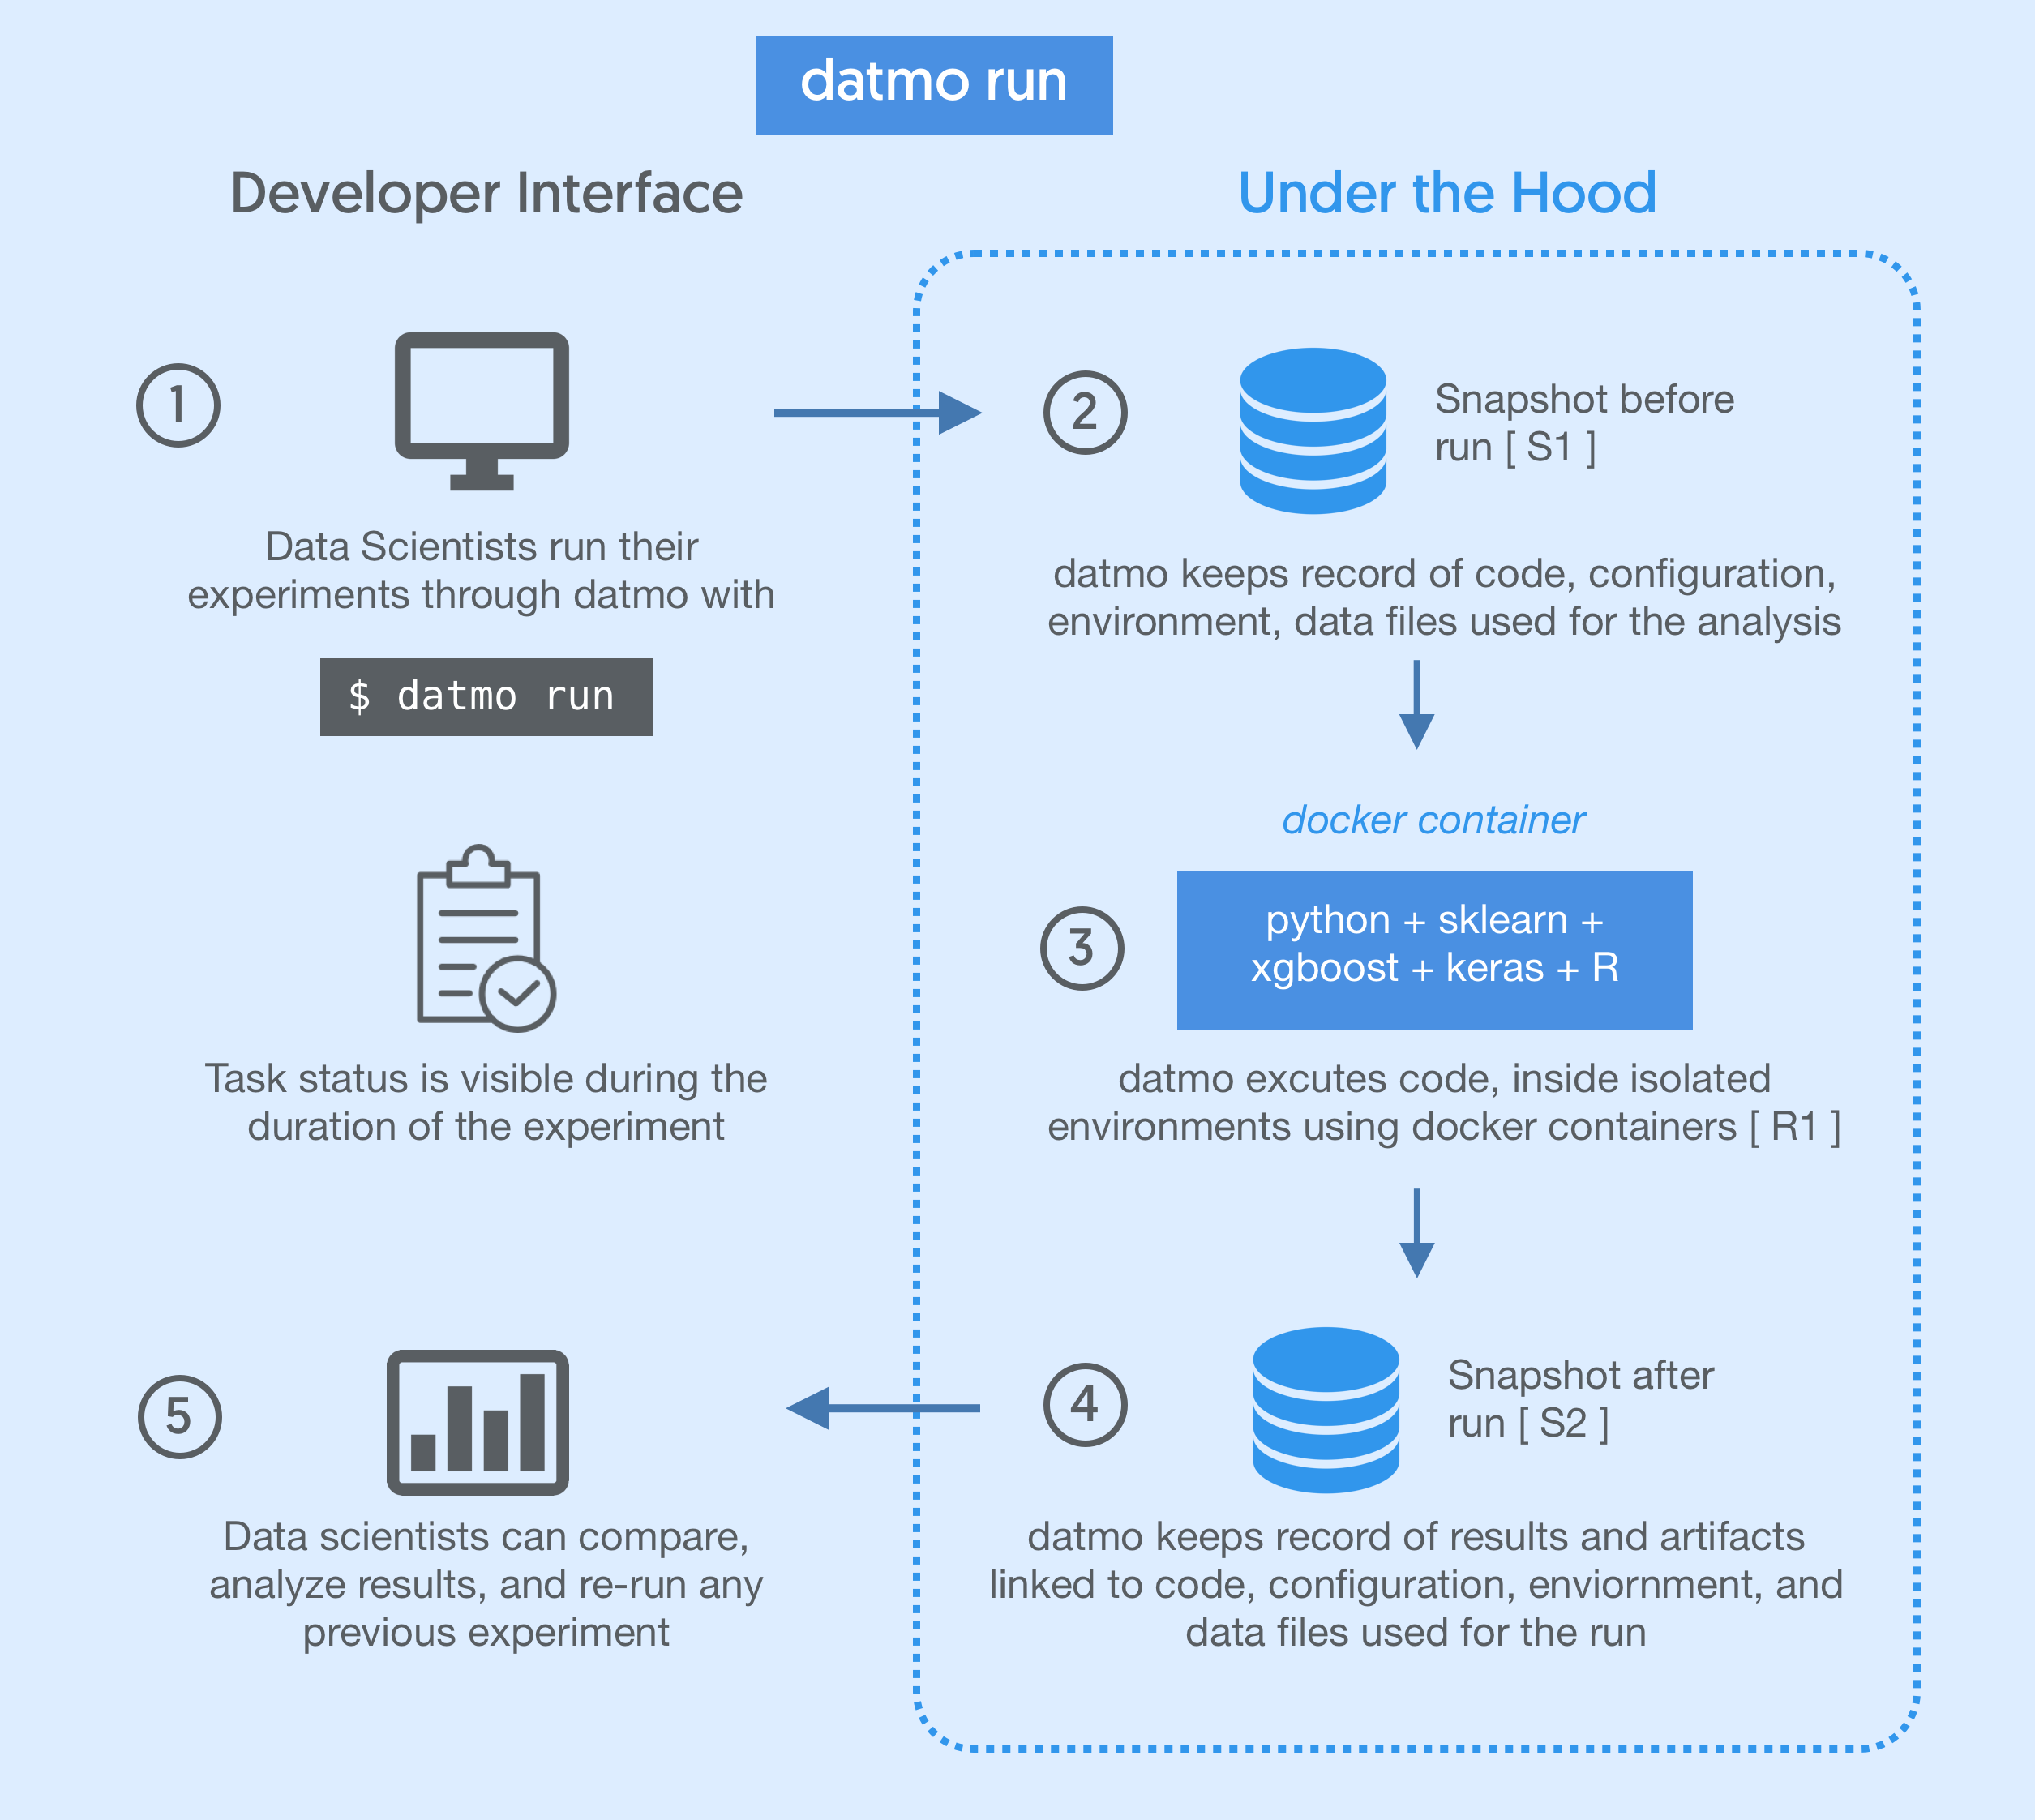 datmo run
Developer Interface
Under the Hood
1
Data Scientists run their
experiments through datmo with
$ datmo run
2
Snapshot before
run [ S1 ]
datmo keeps record of code, configuration,
environment, data files used for the analysis
Task status is visible during the
duration of the experiment
docker container
3
python + sklearn +
xgboost + keras + R
datmo excutes code, inside isolated
environments using docker containers [ R1 ]
4
Snapshot after
run [ S2 ]
datmo keeps record of results and artifacts
linked to code, configuration, enviornment, and
data files used for the run
5
Data scientists can compare,
analyze results, and re-run any
previous experiment